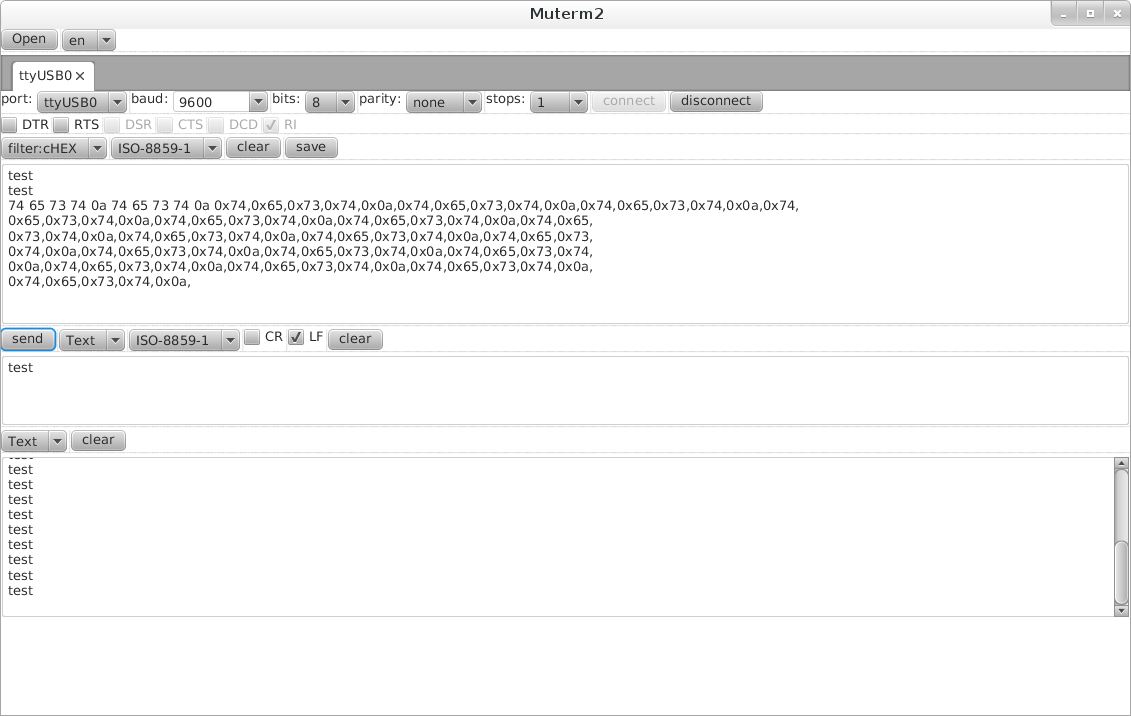 Muterm2
Open en
ttyUSB0
port: ttyUSB0 baud: 9600 bits: 8 parity: none stops: 1 connect disconnect
DTR RTS DSR CTS DCD RI
filter:cHEX ISO-8859-1 clear save
test
test
74 65 73 74 0a 74 65 73 74 0a 0x74,0x65,0x73,0x74,0x0a,0x74,0x65,0x73,0x74,0x0a,0x74,0x65,0x73,0x74,0x0a,0x74,
0x65,0x73,0x74,0x0a,0x74,0x65,0x73,0x74,0x0a,0x74,0x65,0x73,0x74,0x0a,0x74,0x65,
0x73,0x74,0x0a,0x74,0x65,0x73,0x74,0x0a,0x74,0x65,0x73,0x74,0x0a,0x74,0x65,0x73,
0x74,0x0a,0x74,0x65,0x73,0x74,0x0a,0x74,0x65,0x73,0x74,0x0a,0x74,0x65,0x73,0x74,
0x0a,0x74,0x65,0x73,0x74,0x0a,0x74,0x65,0x73,0x74,0x0a,0x74,0x65,0x73,0x74,0x0a,
0x74,0x65,0x73,0x74,0x0a,
send Text ISO-8859-1 CR LF clear
test
Text clear
test
test
test
test
test
test
test
test
test